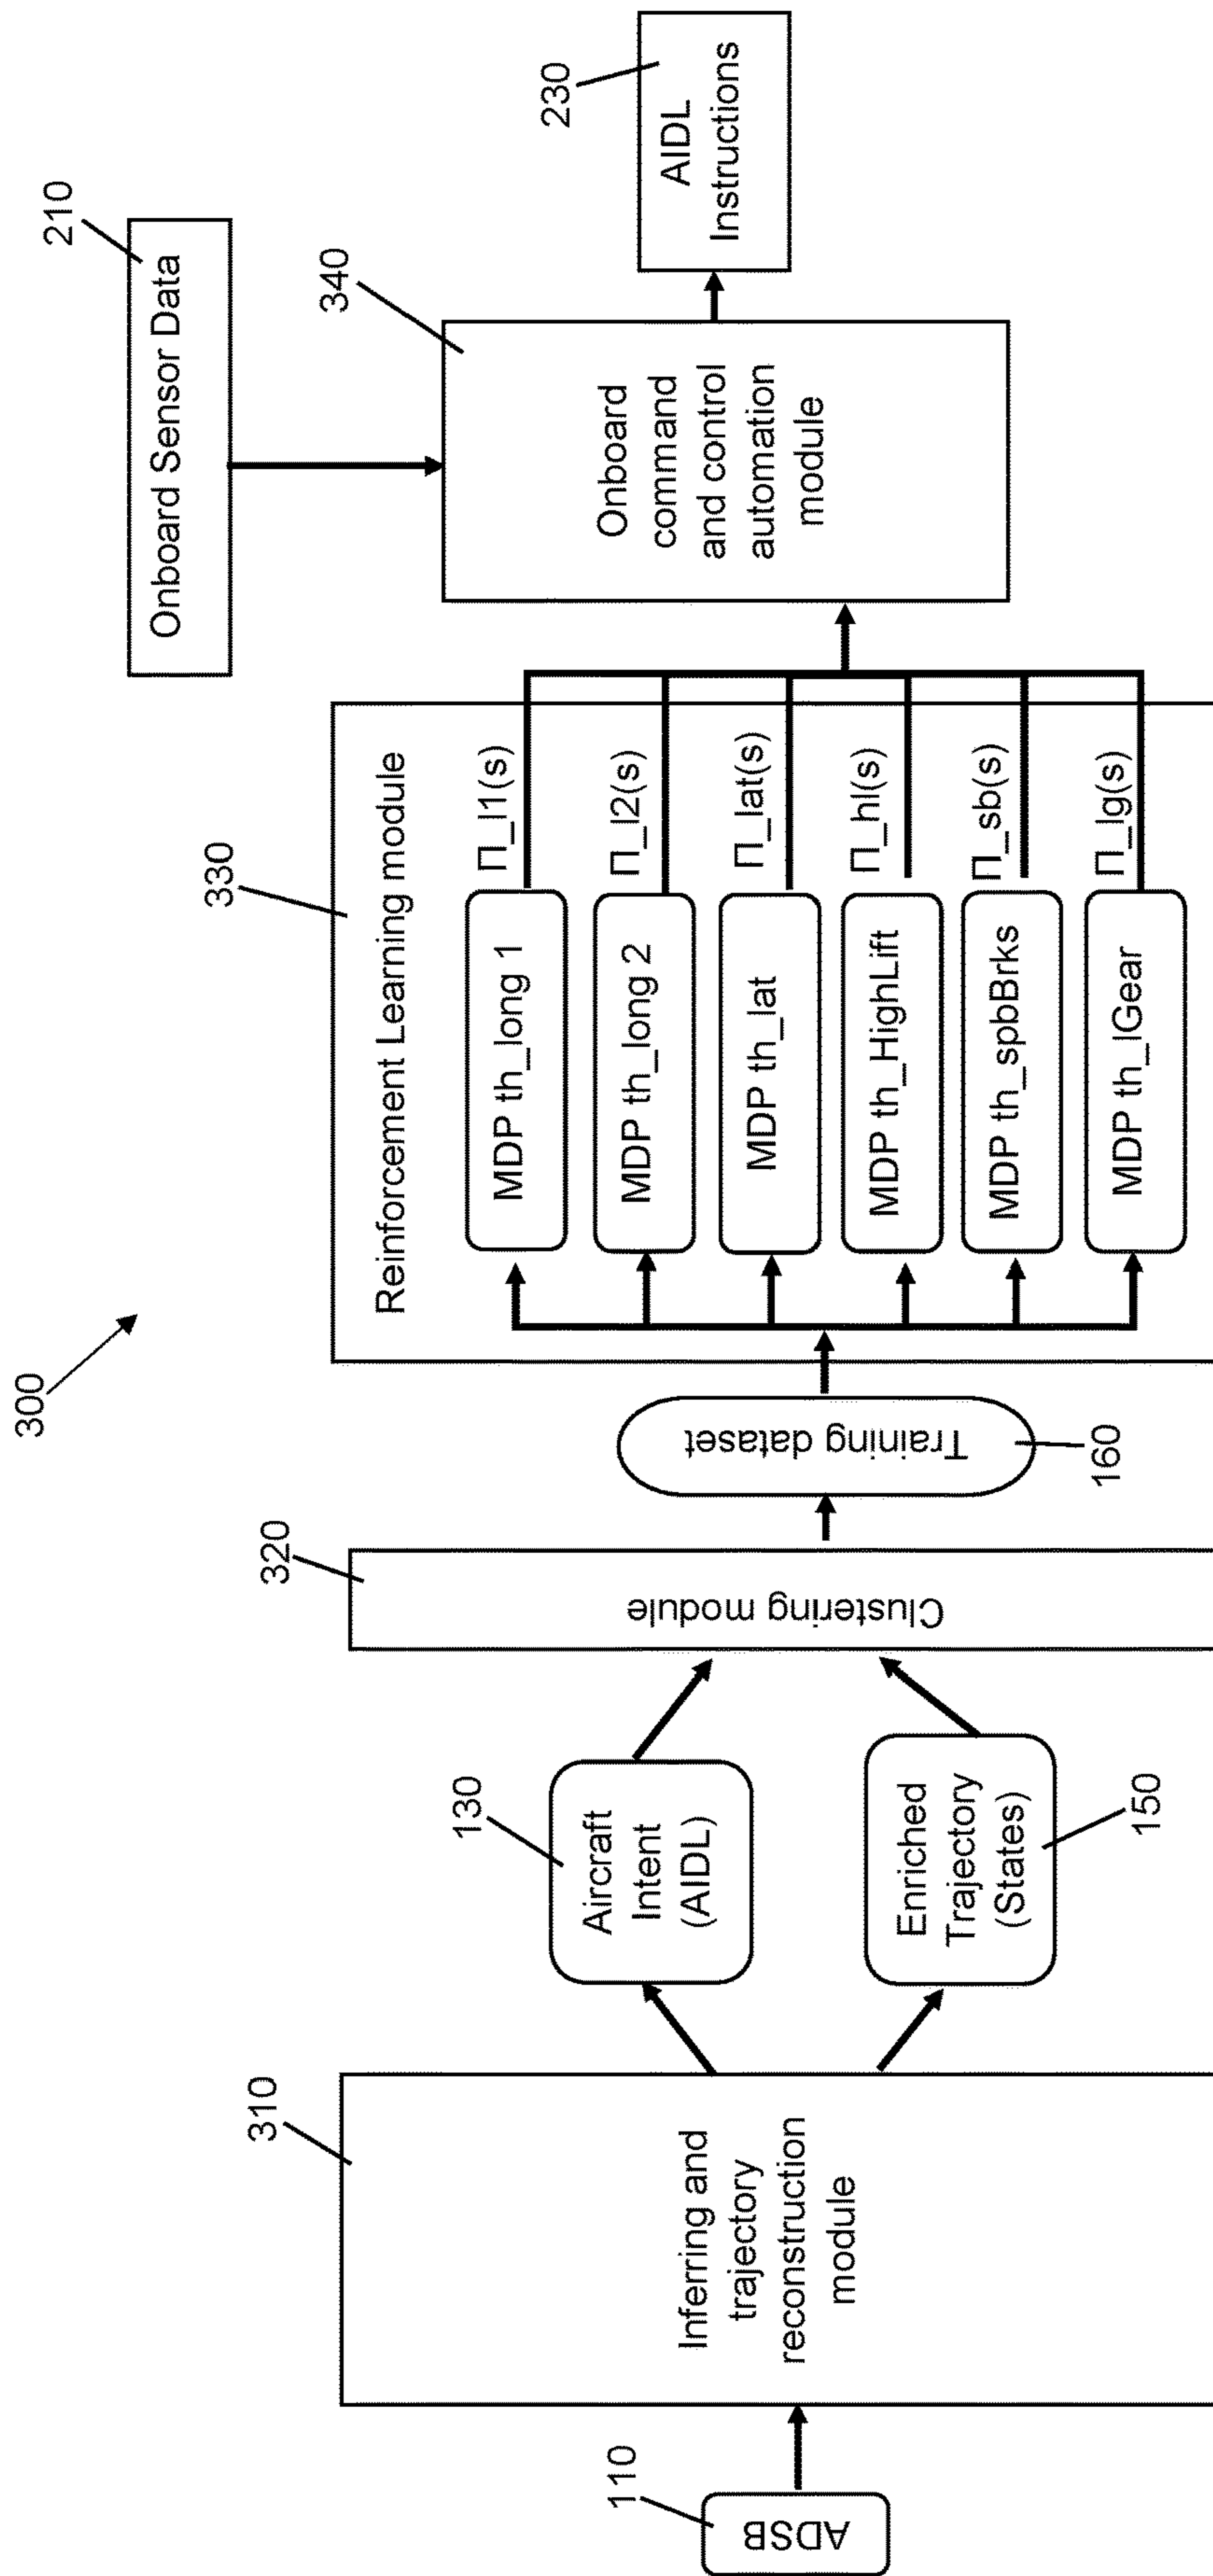 300
110
ADSB
310
Inferring and
trajectory
reconstruction
module
130
Aircraft
Intent
(AIDL)
Enriched
Trajectory
(States)
150
320
Clustering module
Training dataset
160
330
Reinforcement Learning module
MDP th_long 1
Π_l1(s)
MDP th_long 2
Π_l2(s)
MDP th_lat
Π_lat(s)
MDP th_HighLift
Π_hl(s)
MDP th_spbBrks
Π_sb(s)
MDP th_lGear
Π_lg(s)
210
Onboard Sensor Data
340
Onboard
command
and control
automation
module
230
AIDL
Instructions